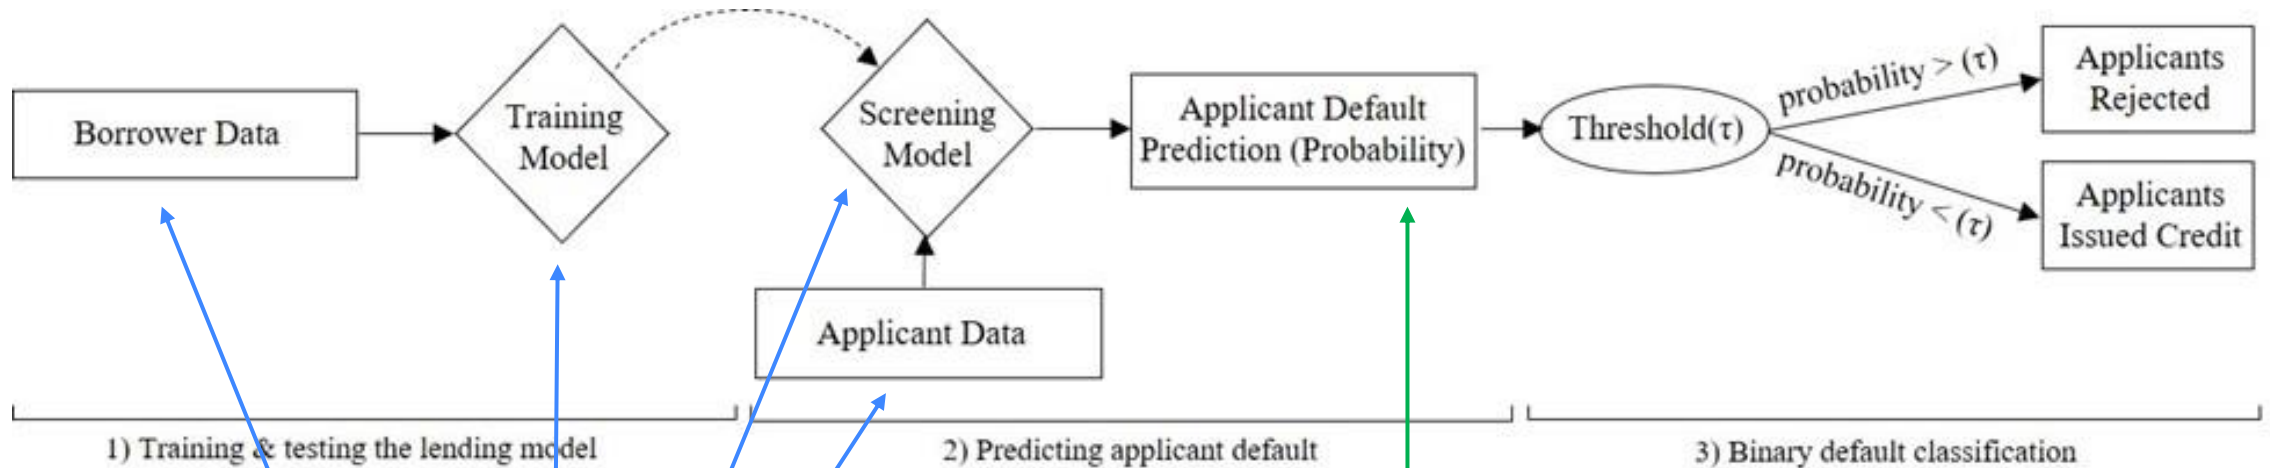 Borrower Data
Training
Model
Screening
Model
Applicant Data
Applicant Default
Prediction (Probability)
Threshold(τ)
probability > (τ)
probability < (τ)
Applicants
Rejected
Applicants
Issued Credit
1) Training & testing the lending model
2) Predicting applicant default
3) Binary default classification